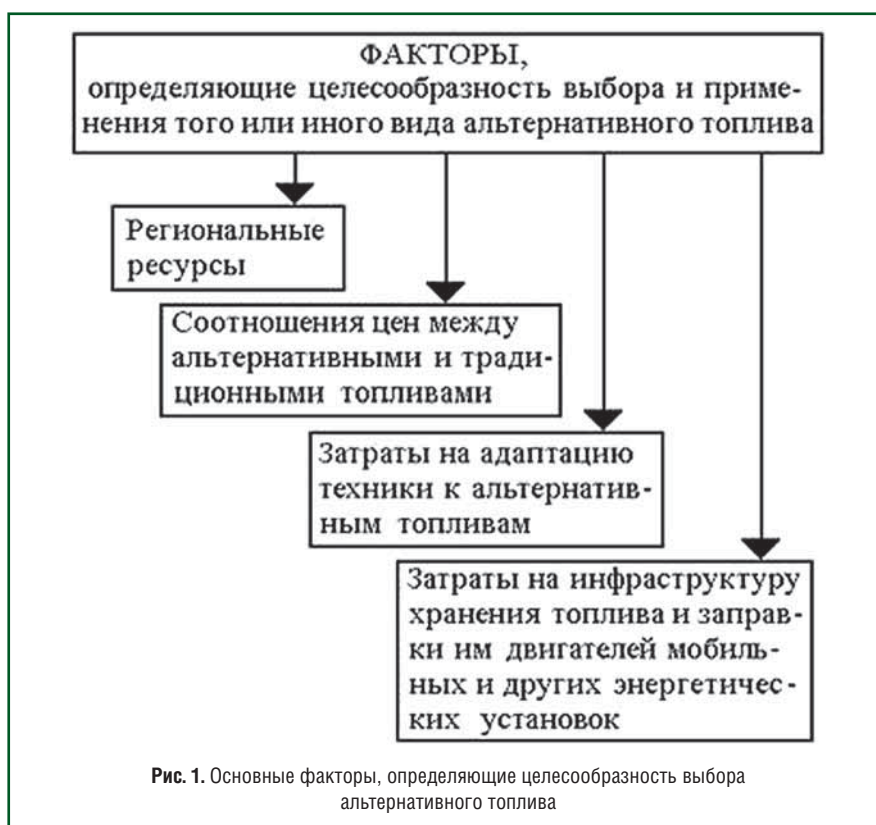 ФАКТОРЫ,
определяющие целесообразность выбора и приме-
нения того или иного вида альтернативного топлива
Региональные
ресурсы
Соотношения цен между
альтернативными и тради-
ционными топливами
Затраты на адаптацию
техники к альтернатив-
ным топливам
Затраты на инфраструктуру
хранения топлива и заправ-
ки им двигателей мобиль-
ных и других энергетичес-
ких установок
Рис. 1. Основные факторы, определяющие целесообразность выбора
альтернативного топлива